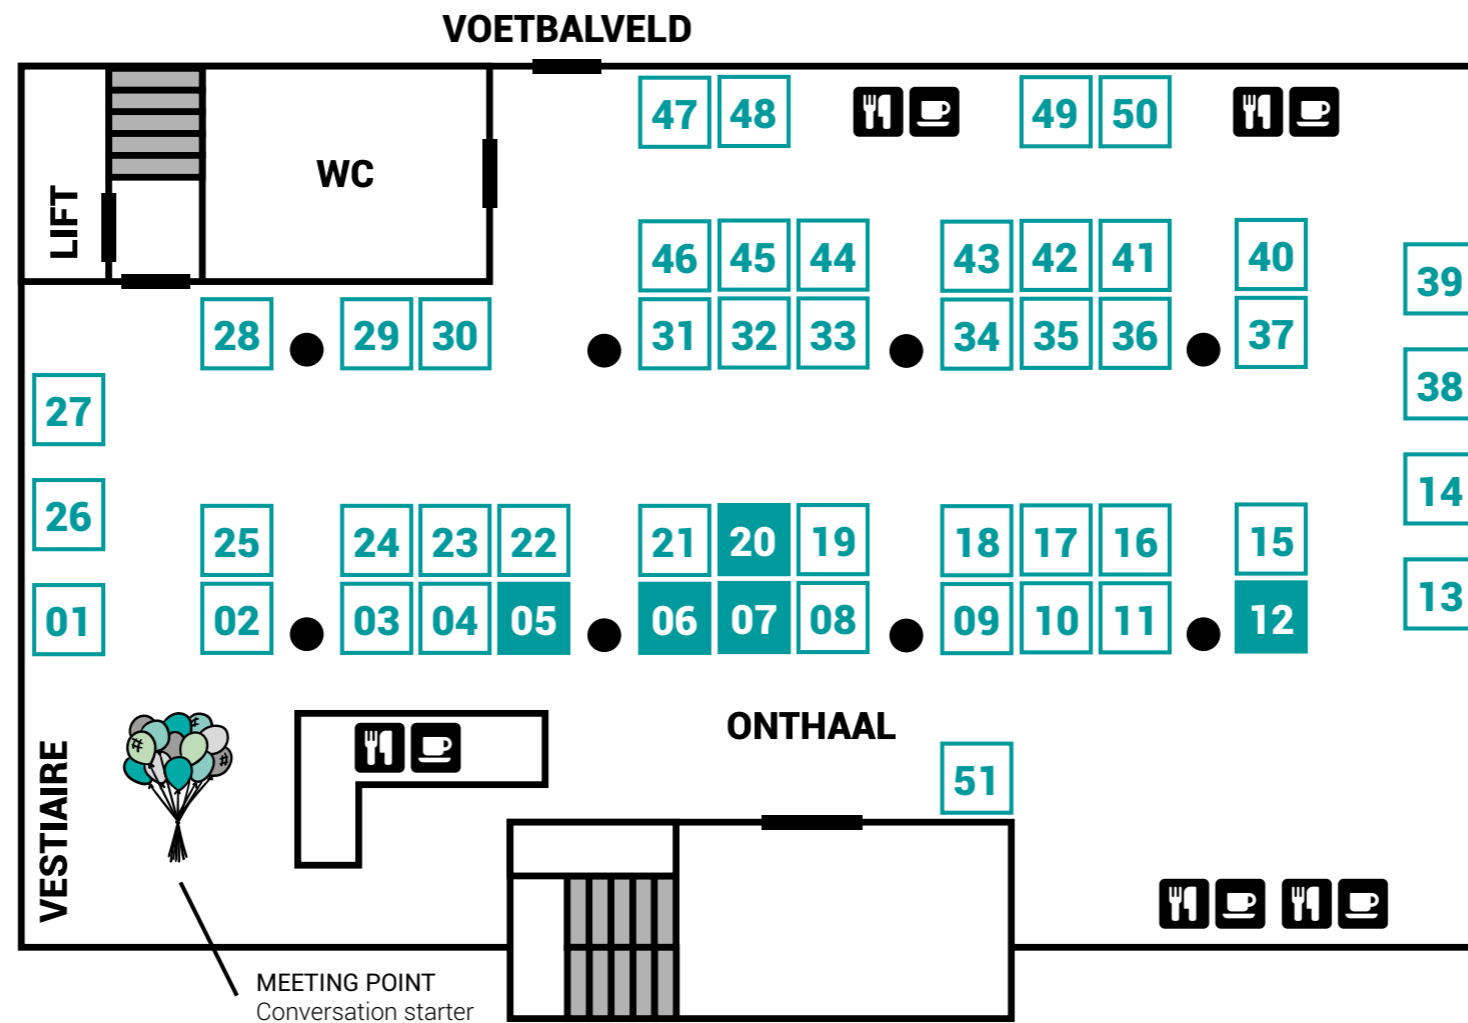 VOETBALVELD
47 48 49 50
WC
LIFT
46 45 44 43 42 41 40
39
28 29 30 31 32 33 34 35 36 37
38
27
14
26
25 24 23 22 21 20 19 18 17 16 15
13
01
02 03 04 05 06 07 08 09 10 11 12
ONTHAAL
# #
#
51
VESTIAIRE
MEETING POINT
Conversation starter